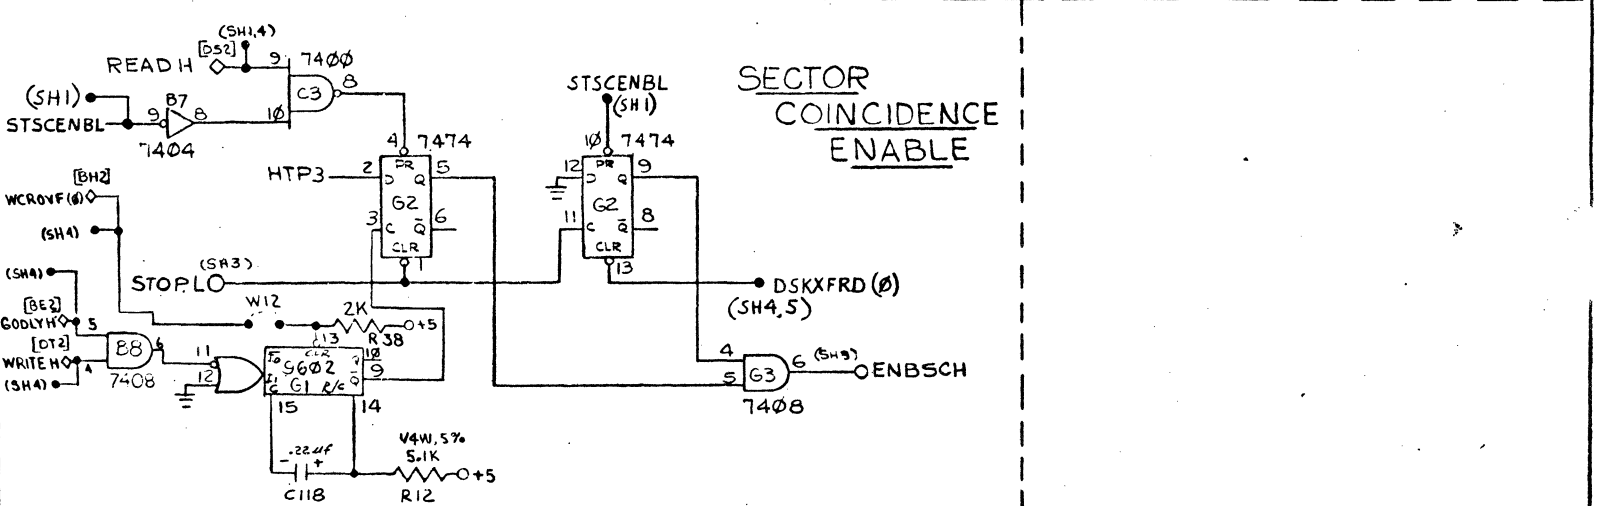 (SH1,4)
[DS2]
READ H
9
7400
C3
8
(SH1)
B7
STSCENBL
9
8
10
7404
SECTOR
COINCIDENCE
ENABLE
STSCENBL
(SH1)
4
7474
10
7474
HTP3
2
PR
5
D
Q
G2
3
C
Q
6
CLR
1
12
PR
9
D
Q
G2
11
C
Q
8
CLR
13
[BH2]
WCROVF(0)
(SH4)
(SH3)
STOP L
DSKXFRD(0)
(SH4,5)
(SH4)
[BE2]
GODLYH
5
[DT2]
WRITE H
4
(SH4)
B8
6
7408
W12
2K
+5
R38
13
CLR
11
12
9602
G1
R/C
C
10
Q
9
Q
15
14
-
.22uf
+
C118
1/4W, 5%
5.1K
+5
R12
4
5
G3
6
7408
ENBSCH